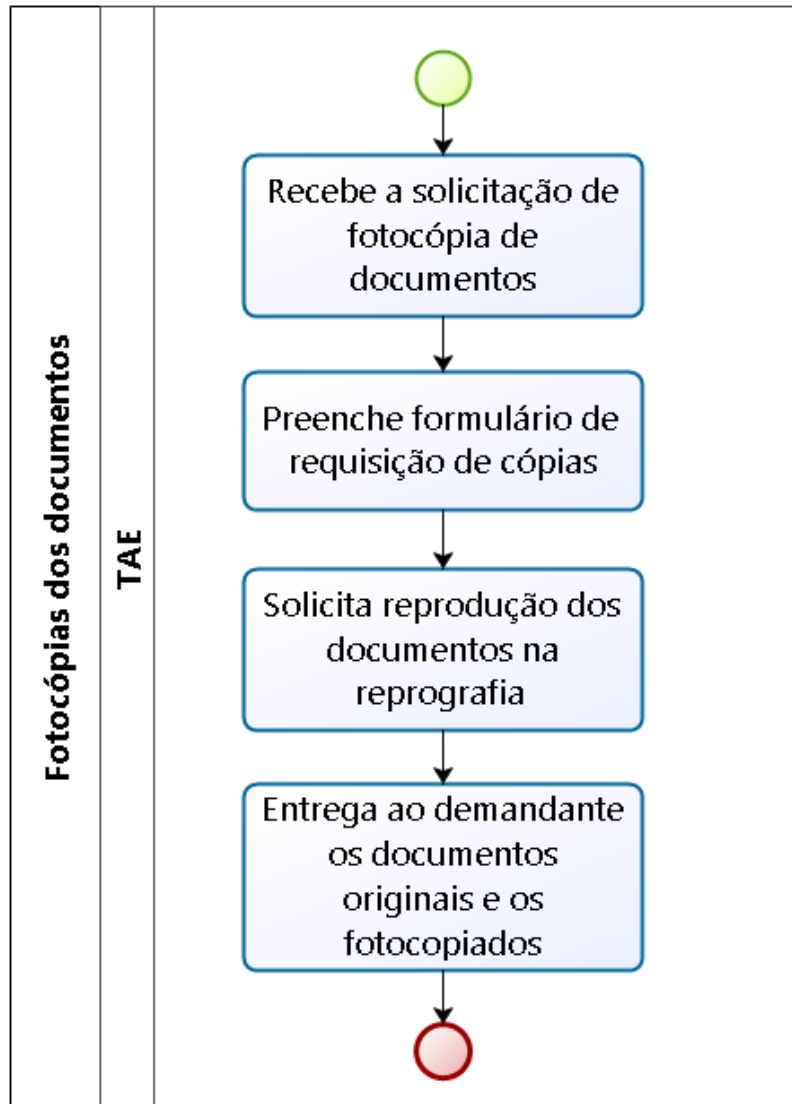 Fotocópias dos documentos
TAE
Recebe a solicitação de
fotocópia de
documentos
Preenche formulário de
requisição de cópias
Solicita reprodução dos
documentos na
reprografia
Entrega ao demandante
os documentos
originais e os
fotocopiados